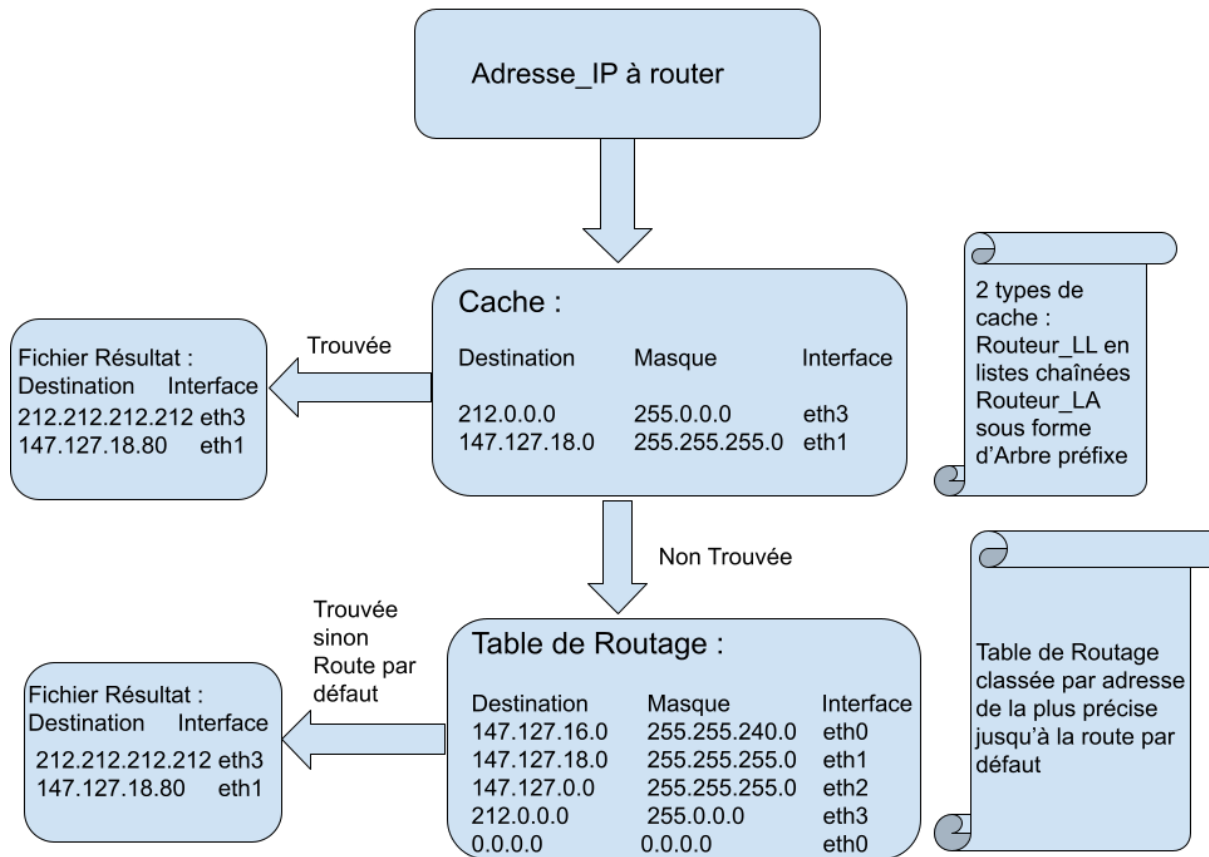 Adresse_IP à router
Cache :
Destination Masque Interface
212.0.0.0 255.0.0.0 eth3
147.127.18.0 255.255.255.0 eth1
2 types de
cache :
Routeur_LL en
listes chaînées
Routeur_LA
sous forme
d'Arbre préfixe
Trouvée
Fichier Résultat :
Destination Interface
212.212.212.212 eth3
147.127.18.80 eth1
Non Trouvée
Trouvée
sinon
Route par
défaut
Table de Routage :
Destination Masque Interface
147.127.16.0 255.255.240.0 eth0
147.127.18.0 255.255.255.0 eth1
147.127.0.0 255.255.255.0 eth2
212.0.0.0 255.0.0.0 eth3
0.0.0.0 0.0.0.0 eth0
Table de Routage
classée par adresse
de la plus précise
jusqu'à la route par
défaut
Fichier Résultat :
Destination Interface
212.212.212.212 eth3
147.127.18.80 eth1